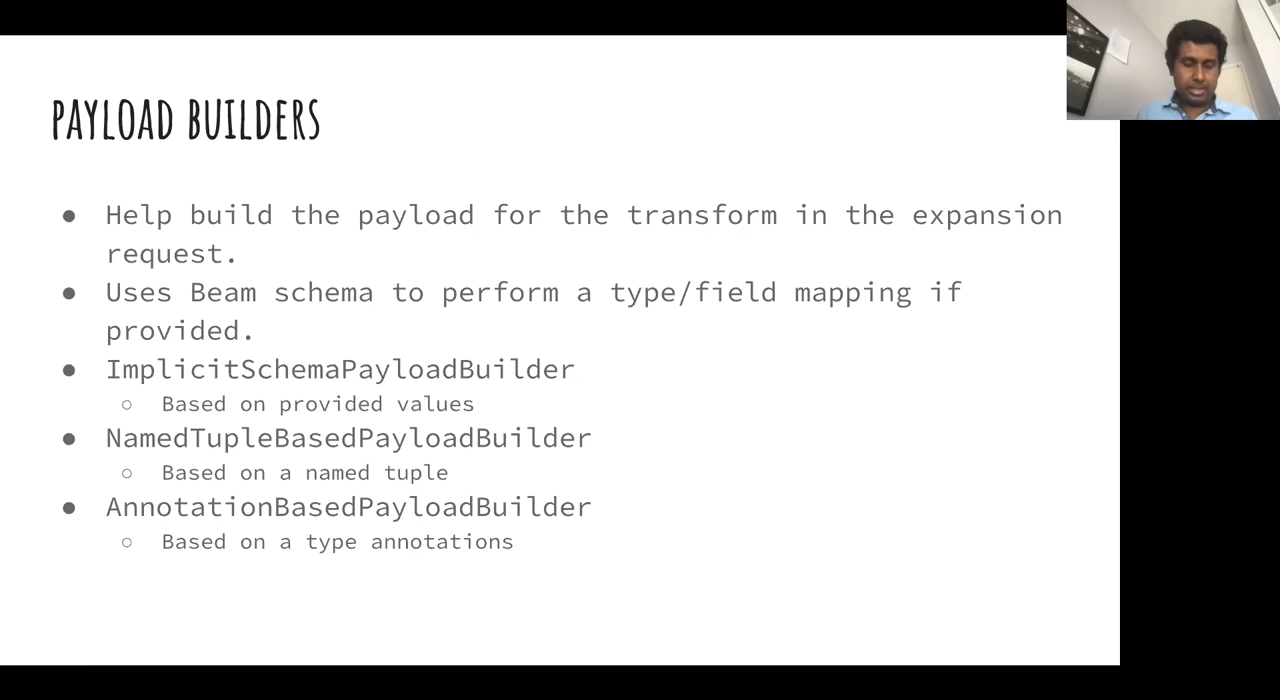 PAYLOAD BUILDERS
● Help build the payload for the transform in the expansion
request.
● Uses Beam schema to perform a type/field mapping if
provided.
● ImplicitSchemaPayloadBuilder
○ Based on provided values
● NamedTupleBasedPayloadBuilder
○ Based on a named tuple
● AnnotationBasedPayloadBuilder
○ Based on a type annotations